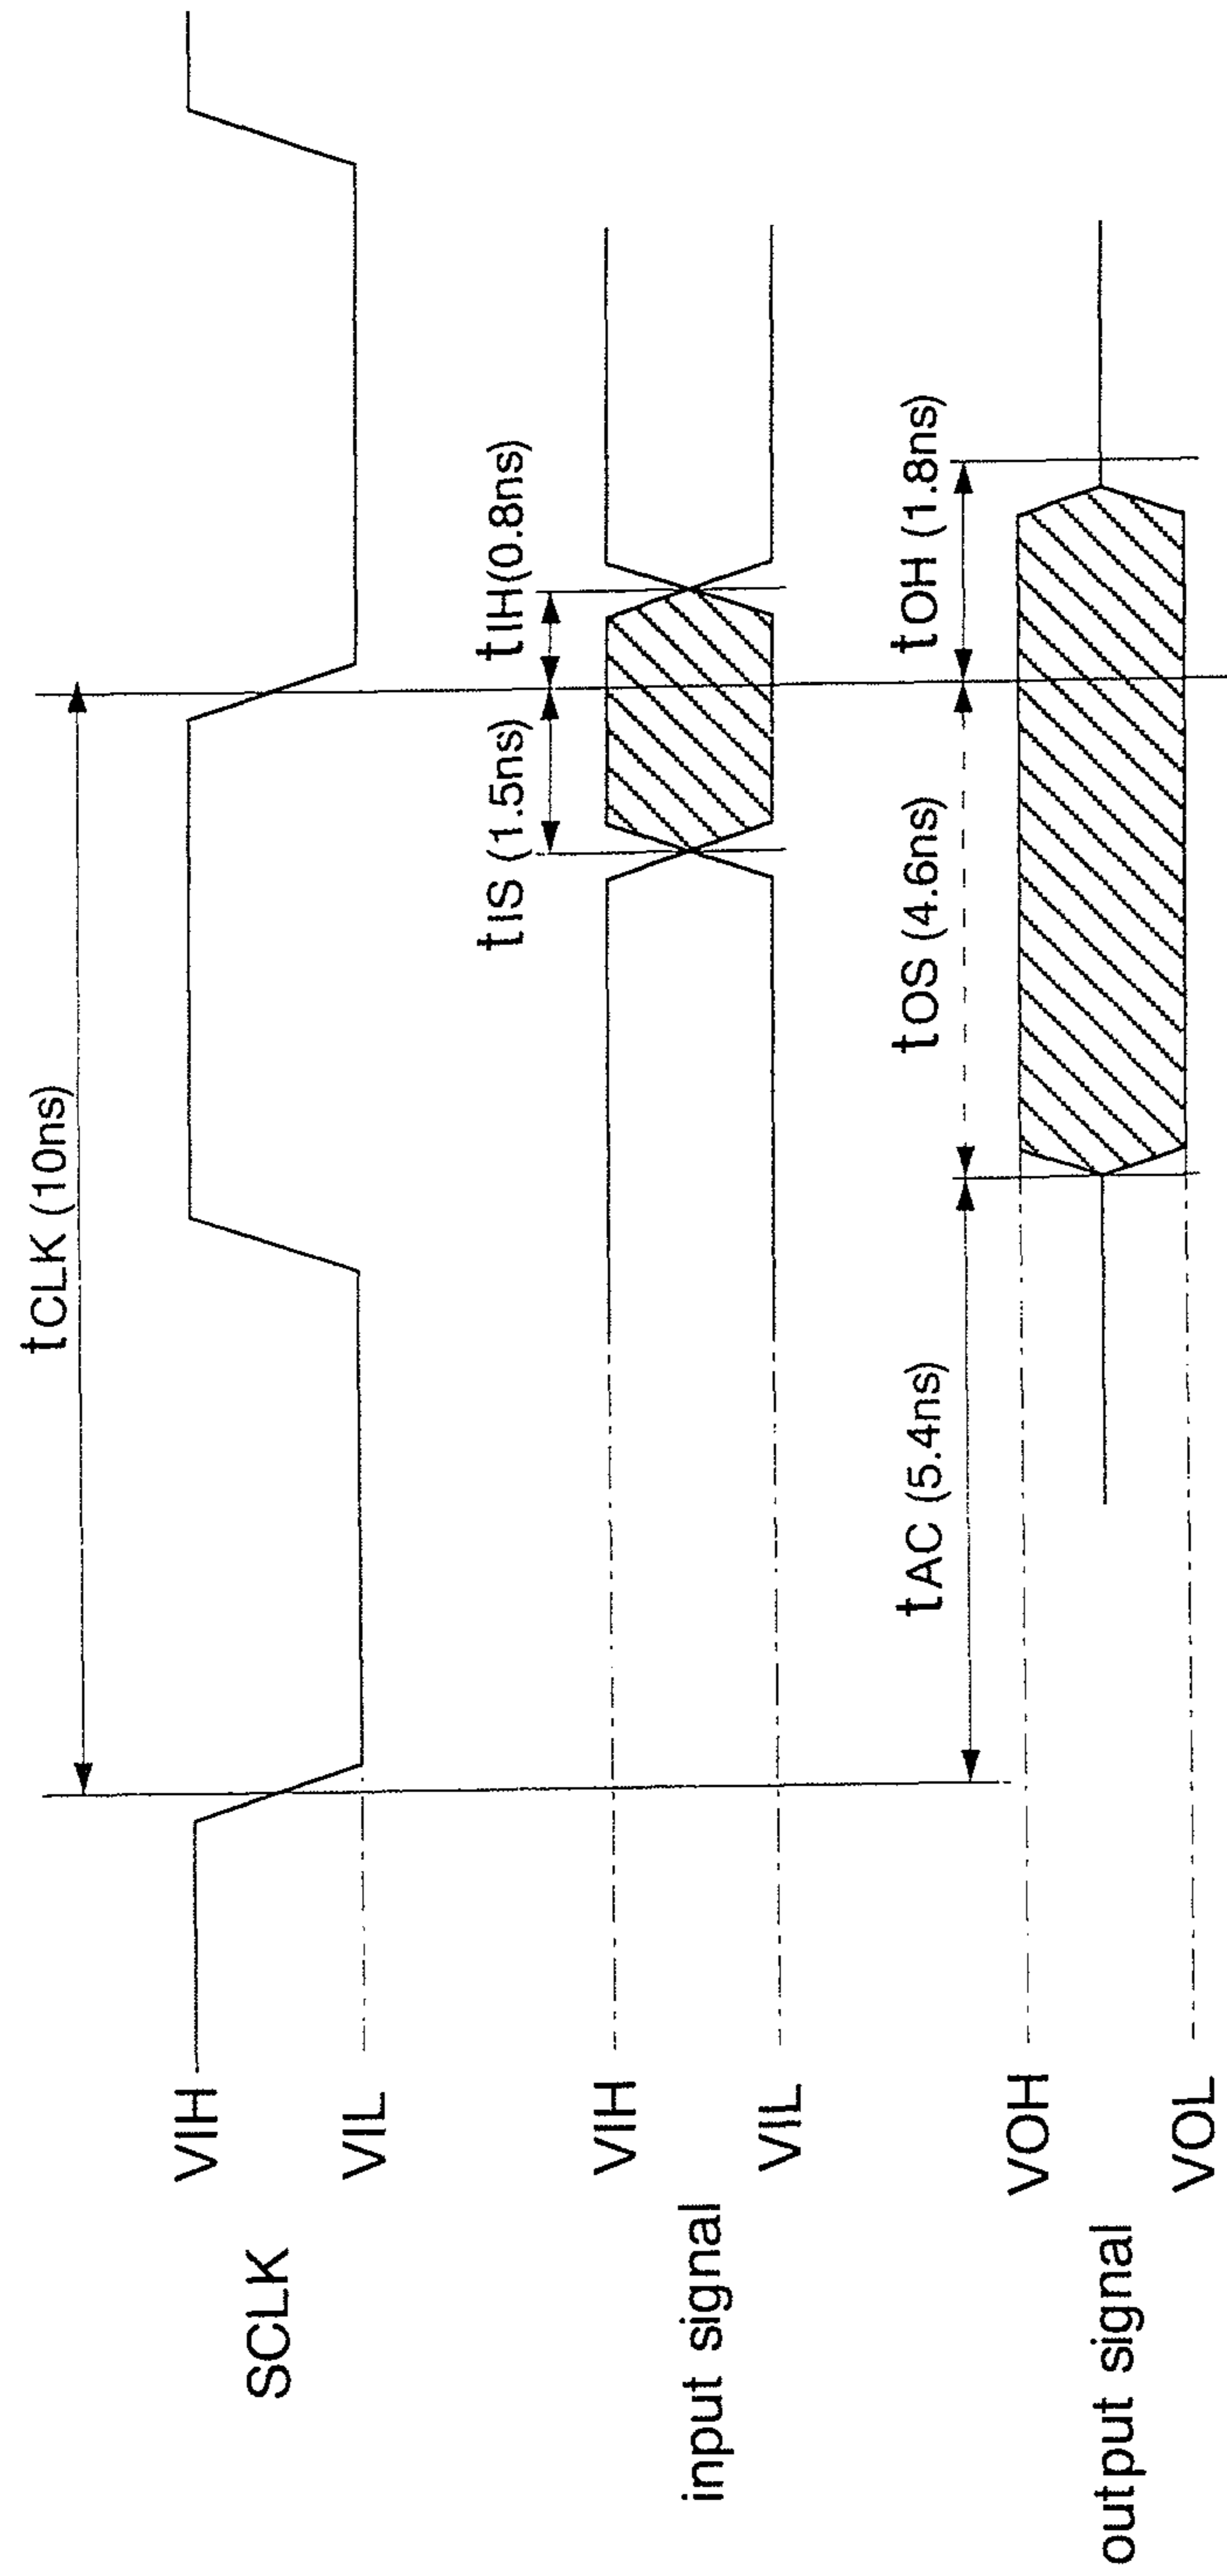 tCLK (10ns)
SCLK
VIH
VIL
tIS (1.5ns)
tIH (0.8ns)
input signal
VIH
VIL
tAC (5.4ns)
tOS (4.6ns)
tOH (1.8ns)
output signal
VOH
VOL